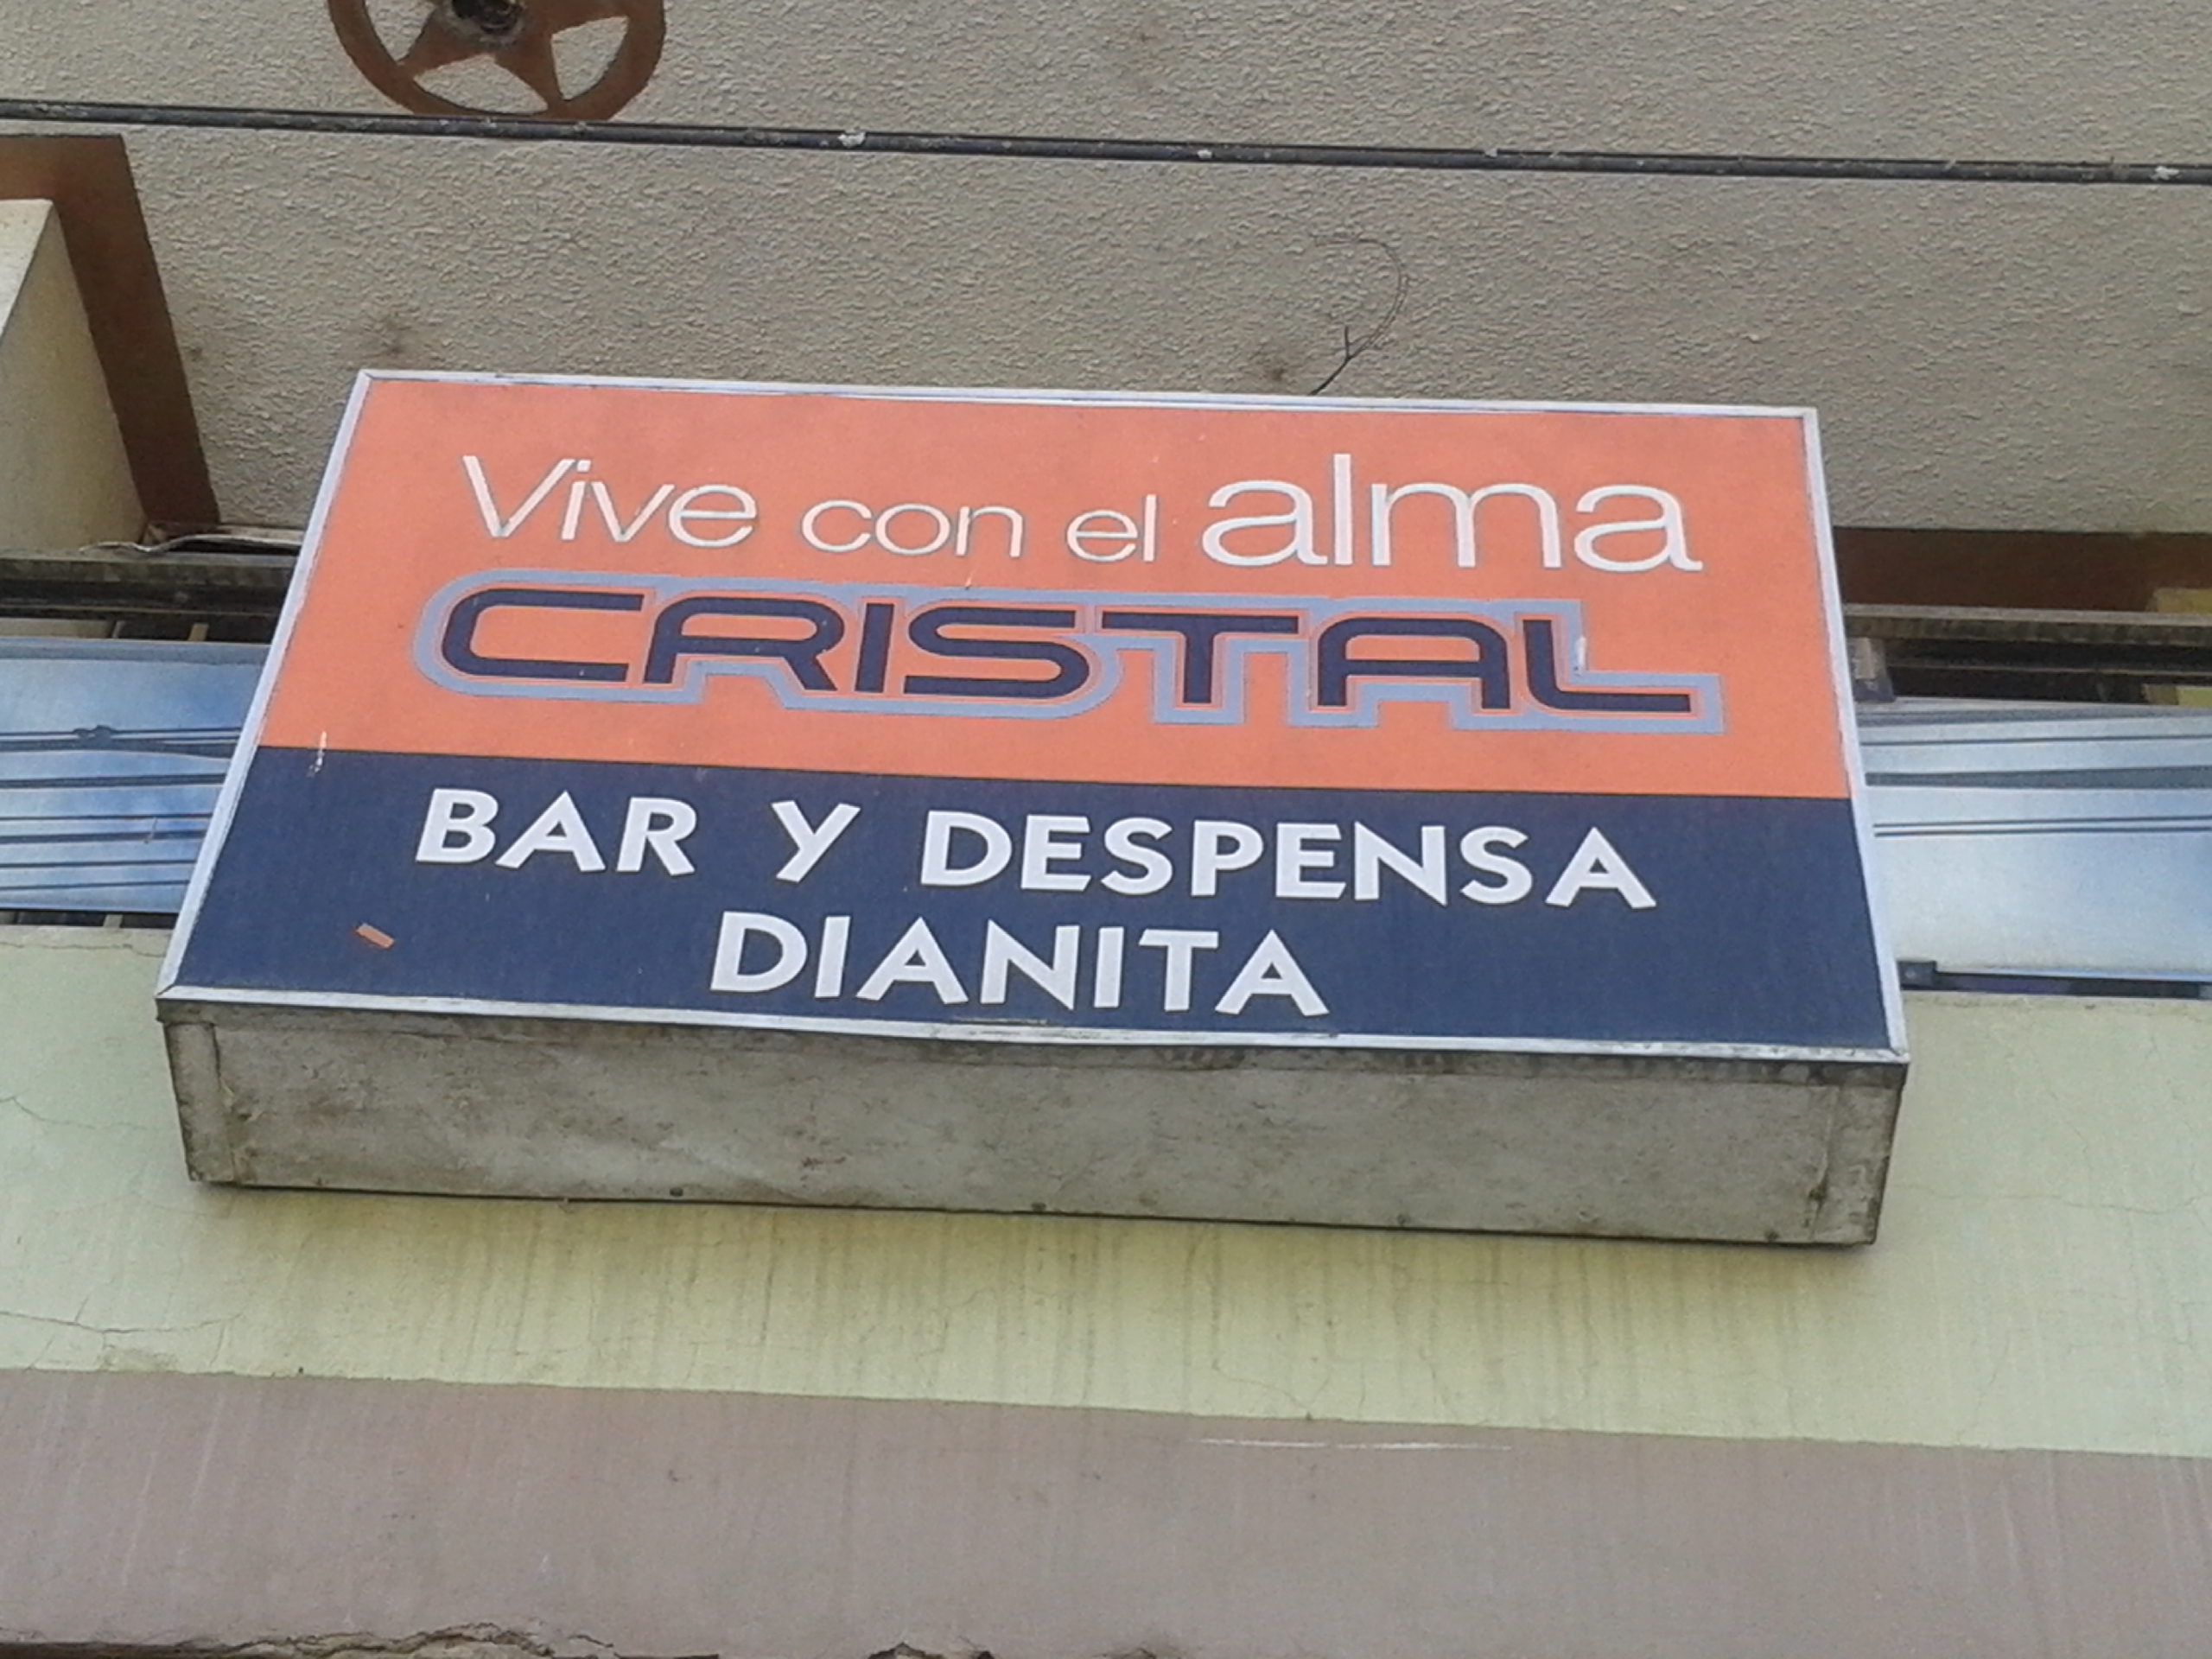 Vive con el alma
CRISTAL
BAR Y DESPENSA
DIANITA